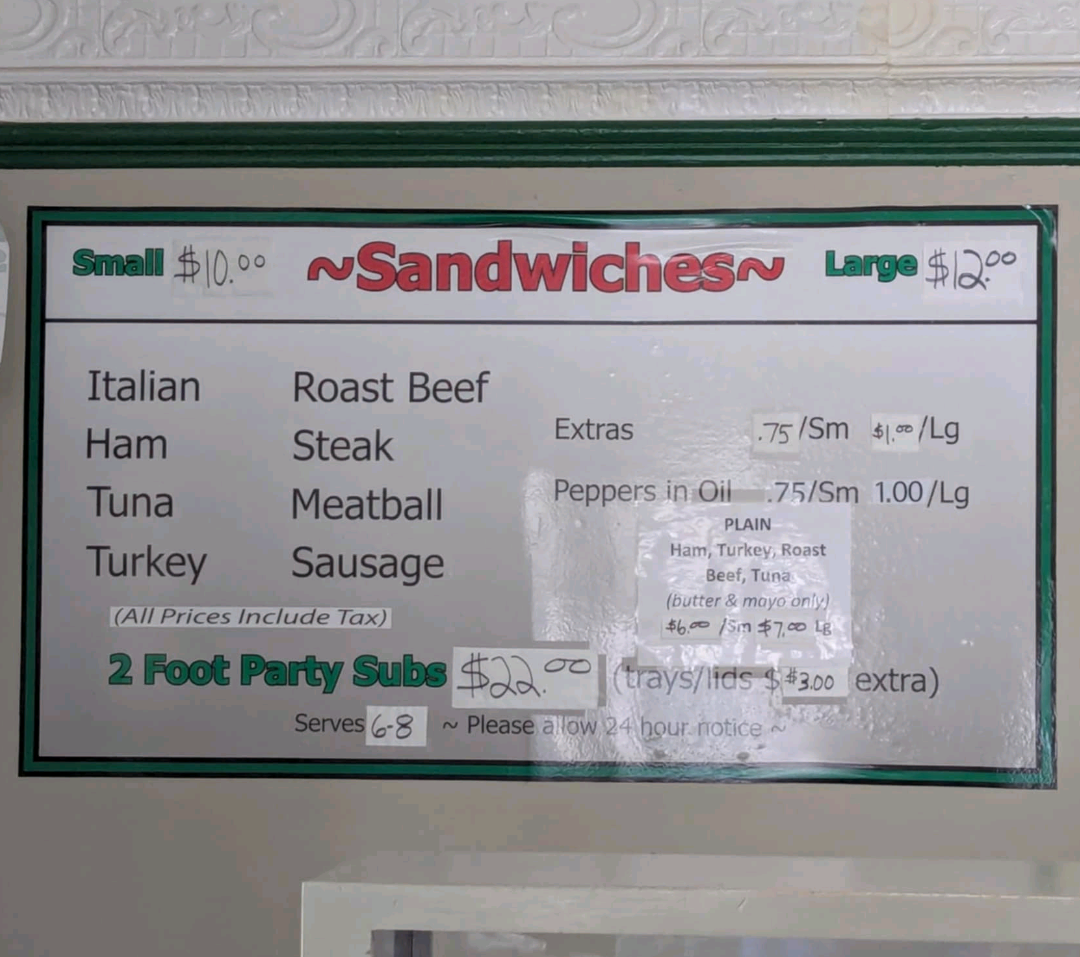 Small $10.00 ~Sandwiches~ Large $12.00
Italian Roast Beef
Ham Steak
Tuna Meatball
Turkey Sausage
(All Prices Include Tax)
Extras .75/Sm $1.00/Lg
Peppers in Oil .75/Sm 1.00/Lg
PLAIN
Ham, Turkey, Roast
Beef, Tuna
(butter & mayo only)
$6.00 /Sm $7.00 LB
2 Foot Party Subs $22.00 (trays/lids $ $3.00 extra)
Serves 6-8 ~ Please allow 24 hour notice ~